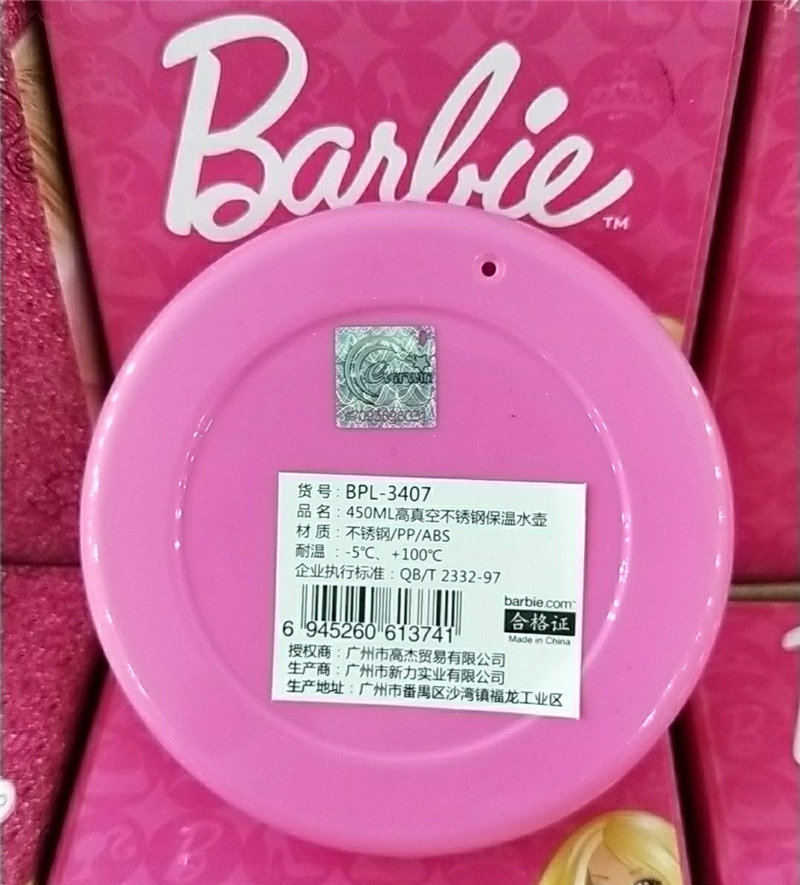 Barbie™
Everwin
货号：BPL-3407
品名：450ML高真空不锈钢保温水壶
材质：不锈钢/PP/ABS
耐温：-5℃、+100℃
企业执行标准：QB/T 2332-97
6 945260 613741
barbie.com™
合格证
Made in China
授权商：广州市高杰贸易有限公司
生产商：广州市新力实业有限公司
生产地址：广州市番禺区沙湾镇福龙工业区